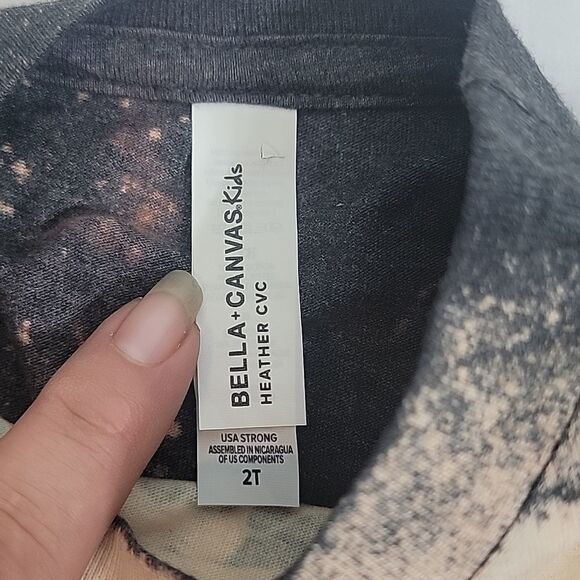 BELLA+CANVAS®Kids
HEATHER CVC
USA STRONG
ASSEMBLED IN NICARAGUA
OF US COMPONENTS
2T